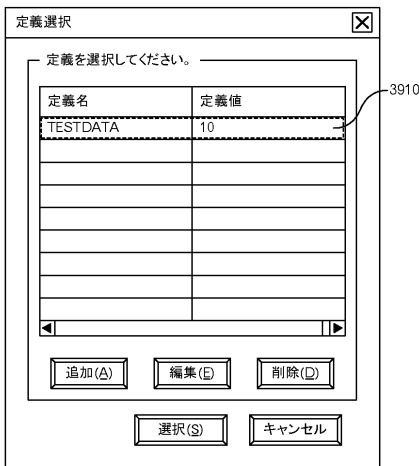 定義選択
定義を選択してください。
定義名 定義値
TESTDATA 10
3910
追加(A) 編集(E) 削除(D)
選択(S) キャンセル